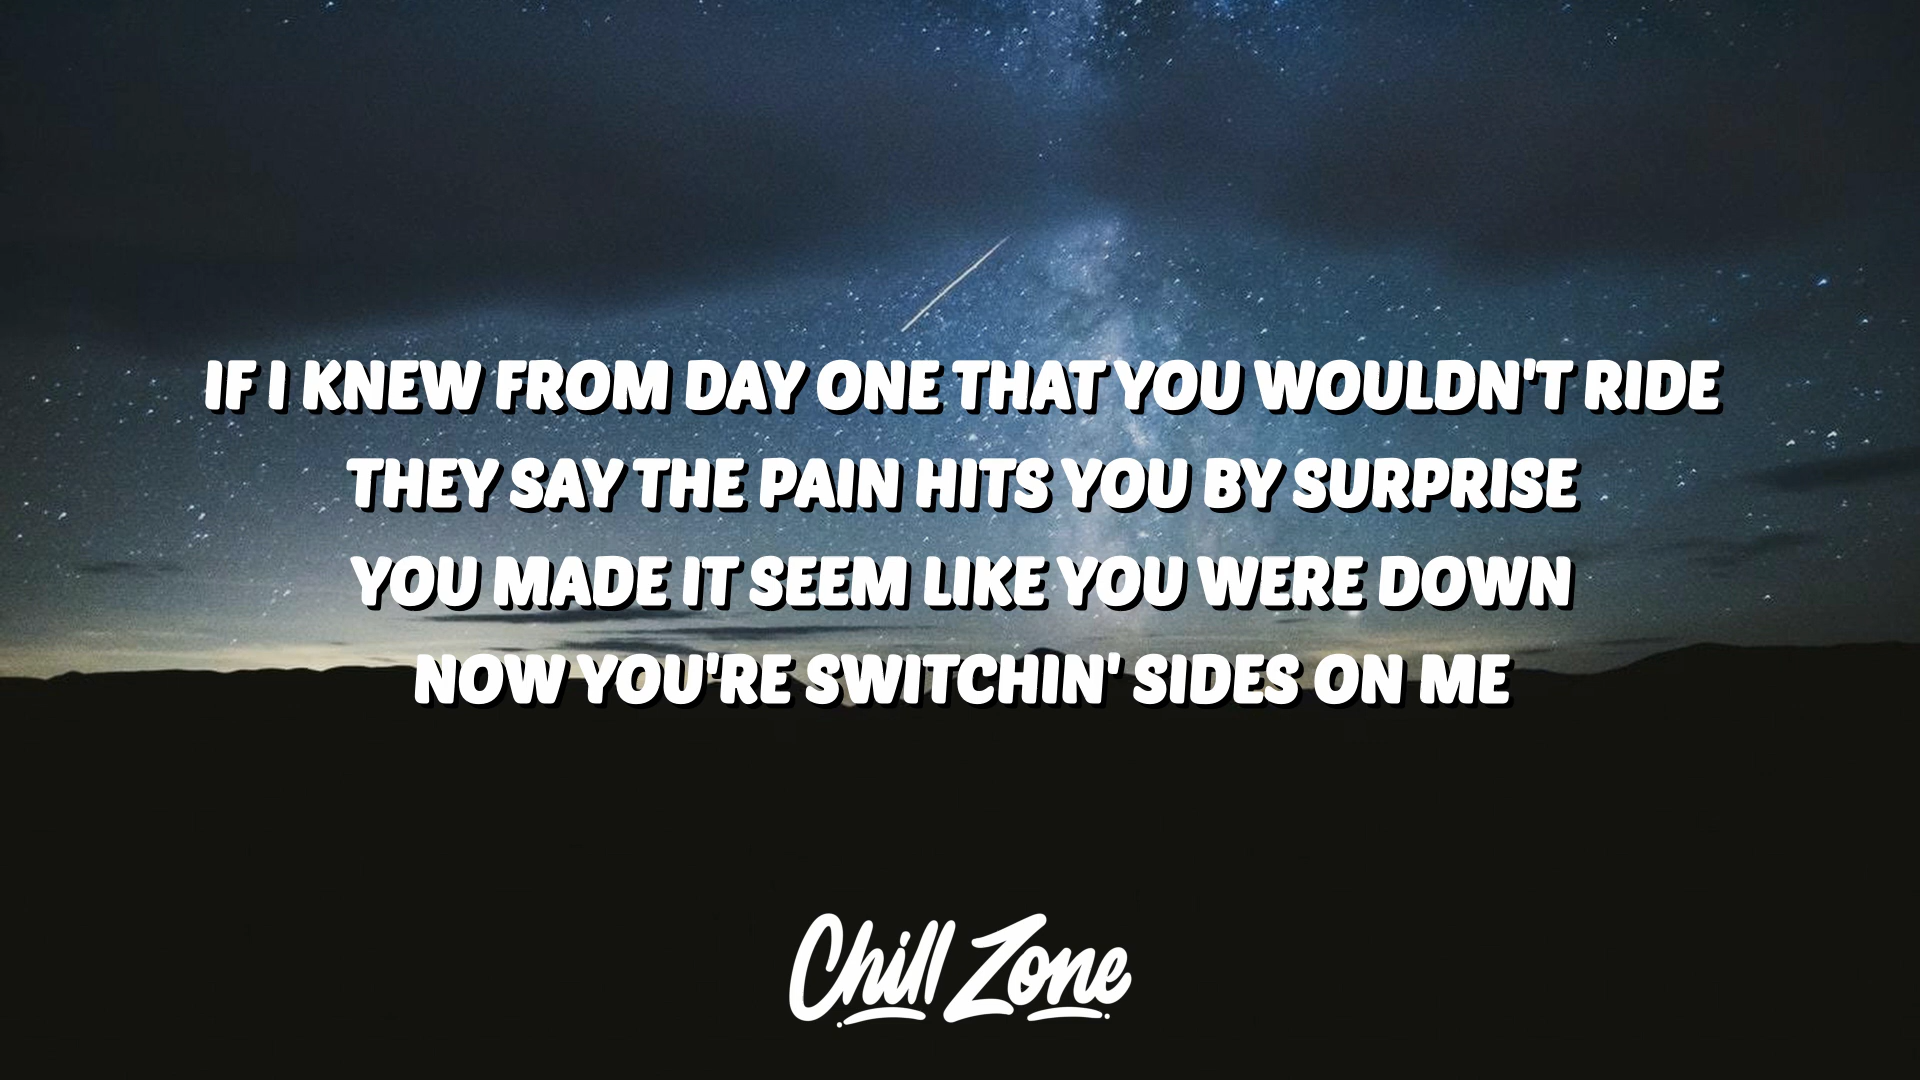 IF I KNEW FROM DAY ONE THAT YOU WOULDN'T RIDE
THEY SAY THE PAIN HITS YOU BY SURPRISE
YOU MADE IT SEEM LIKE YOU WERE DOWN
NOW YOU'RE SWITCHIN' SIDES ON ME
Chill Zone